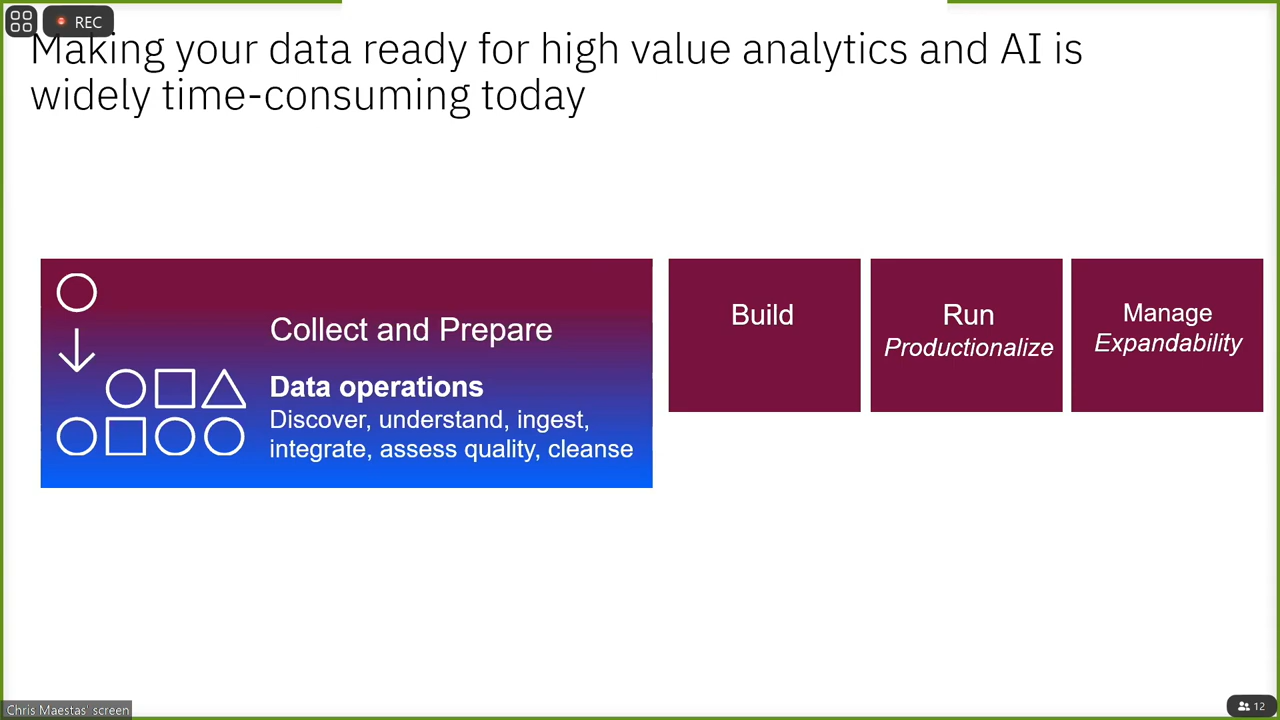 REC
Making your data ready for high value analytics and AI is
widely time-consuming today
Collect and Prepare
Data operations
Discover, understand, ingest,
integrate, assess quality, cleanse
Build
Run
Productionalize
Manage
Expandability
Chris Maestas' screen
12